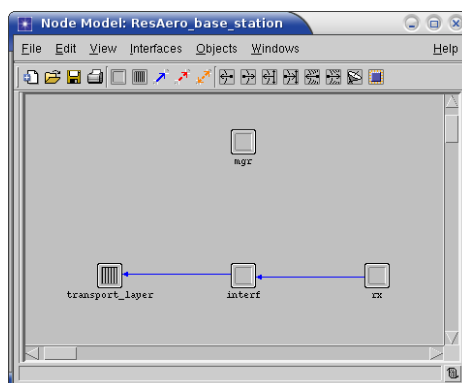 Node Model: ResAero_base_station
File Edit View Interfaces Objects Windows Help
mgr
transport_layer interf rx